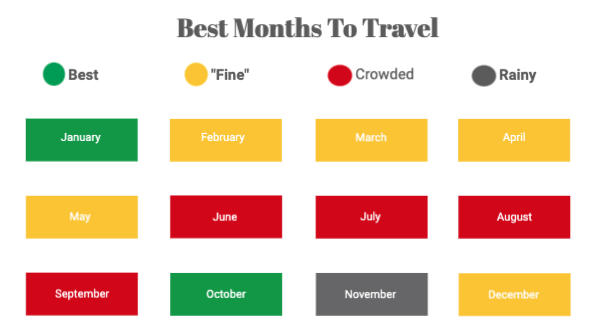 Best Months To Travel
Best "Fine" Crowded Rainy
January February March April
May June July August
September October November December